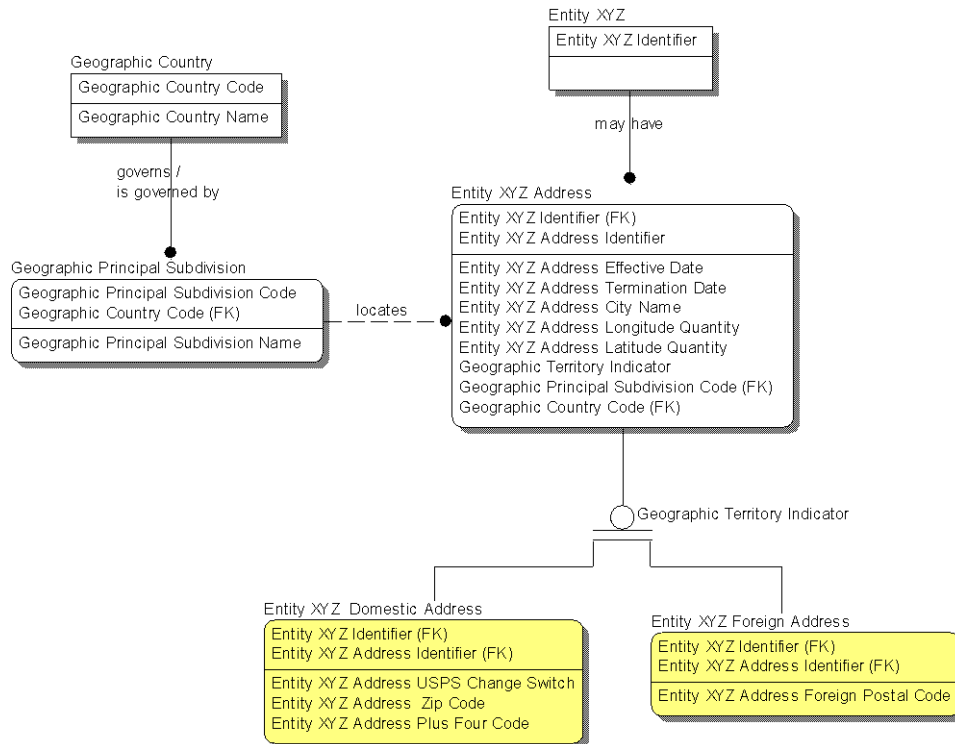 Entity XYZ
Entity XYZ Identifier
Geographic Country
Geographic Country Code
Geographic Country Name
may have
governs /
is governed by
Entity XYZ Address
Entity XYZ Identifier (FK)
Entity XYZ Address Identifier
Entity XYZ Address Effective Date
Entity XYZ Address Termination Date
Entity XYZ Address City Name
Entity XYZ Address Longitude Quantity
Entity XYZ Address Latitude Quantity
Geographic Territory Indicator
Geographic Principal Subdivision Code (FK)
Geographic Country Code (FK)
Geographic Principal Subdivision
Geographic Principal Subdivision Code
Geographic Country Code (FK)
Geographic Principal Subdivision Name
locates
Geographic Territory Indicator
Entity XYZ Domestic Address
Entity XYZ Identifier (FK)
Entity XYZ Address Identifier (FK)
Entity XYZ Address USPS Change Switch
Entity XYZ Address Zip Code
Entity XYZ Address Plus Four Code
Entity XYZ Foreign Address
Entity XYZ Identifier (FK)
Entity XYZ Address Identifier (FK)
Entity XYZ Address Foreign Postal Code